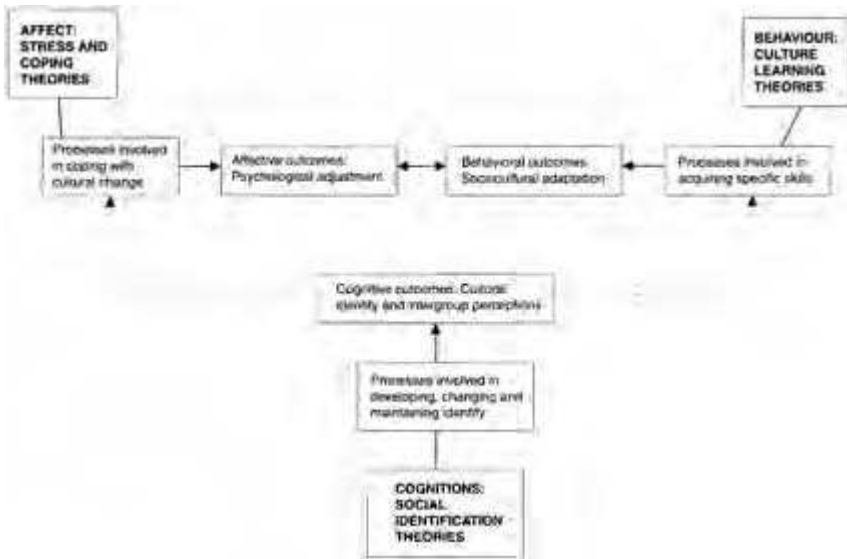 AFFECT:
STRESS AND
COPING
THEORIES
BEHAVIOUR:
CULTURE
LEARNING
THEORIES
Processes involved
in coping with
cultural change
Affective outcomes:
Psychological adjustment
Behavioral outcomes:
Sociocultural adaptation
Processes involved in
acquiring specific skills
Cognitive outcomes: Cultural
identity and intergroup perceptions
Processes involved in
developing, changing and
maintaining identity
COGNITIONS:
SOCIAL
IDENTIFICATION
THEORIES